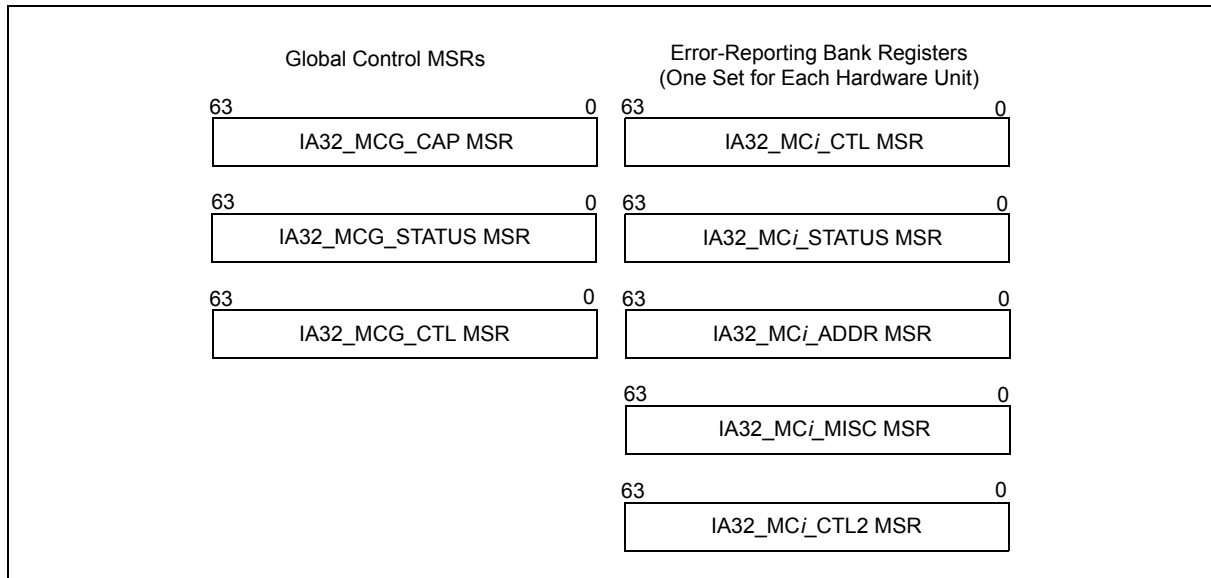 Global Control MSRs
63 0
IA32_MCG_CAP MSR
63 0
IA32_MCG_STATUS MSR
63 0
IA32_MCG_CTL MSR
Error-Reporting Bank Registers
(One Set for Each Hardware Unit)
63 0
IA32_MCi_CTL MSR
63 0
IA32_MCi_STATUS MSR
63 0
IA32_MCi_ADDR MSR
63 0
IA32_MCi_MISC MSR
63 0
IA32_MCi_CTL2 MSR